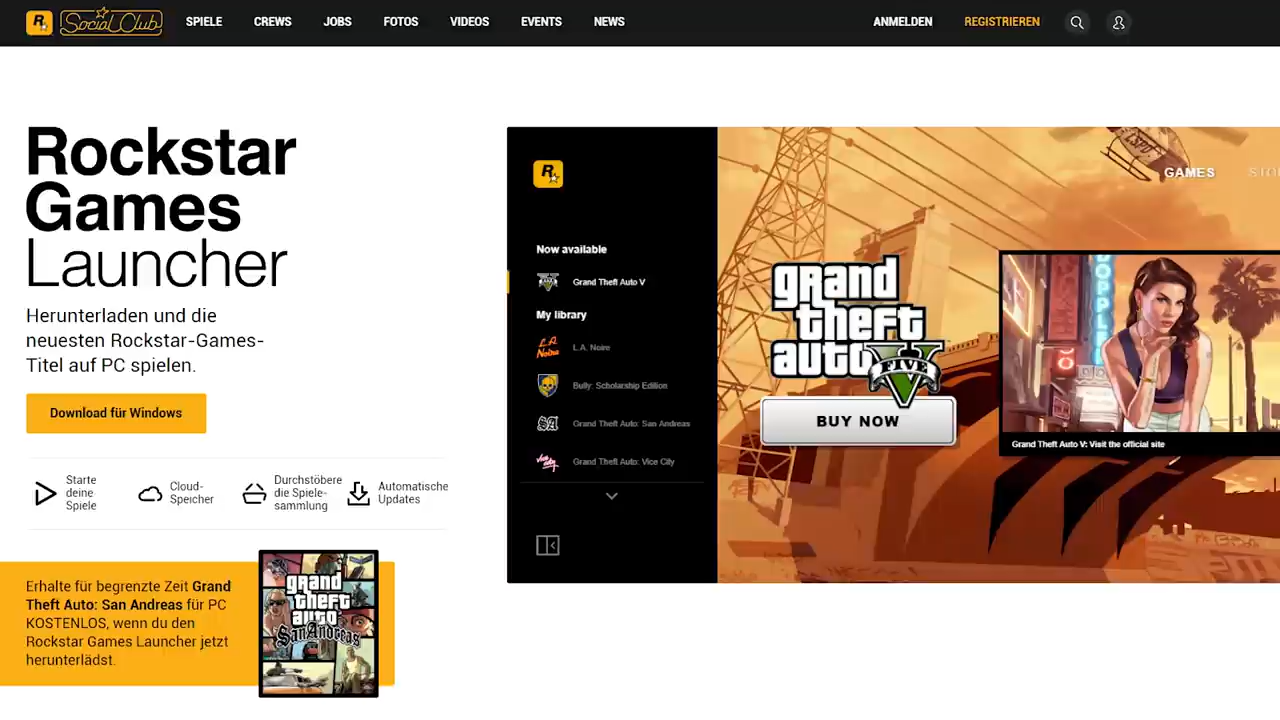 R Social Club SPIELE CREWS JOBS FOTOS VIDEOS EVENTS NEWS ANMELDEN REGISTRIEREN
Rockstar
Games
Launcher
Herunterladen und die
neuesten Rockstar-Games-
Titel auf PC spielen.
Download für Windows
Starte
deine
Spiele
Cloud-
Speicher
Durchstöbere
die Spiele-
sammlung
Automatische
Updates
Erhalte für begrenzte Zeit Grand
Theft Auto: San Andreas für PC
KOSTENLOS, wenn du den
Rockstar Games Launcher jetzt
herunterlädst.
grand
theft
auto
San Andreas
R
Now available
V Grand Theft Auto V
My library
L.A. Noire L.A. Noire
Bully: Scholarship Edition
SA Grand Theft Auto: San Andreas
vice city Grand Theft Auto: Vice City
LSPD
GAMES
grand
theft
auto
V FIVE
BUY NOW
Grand Theft Auto V: Visit the official site